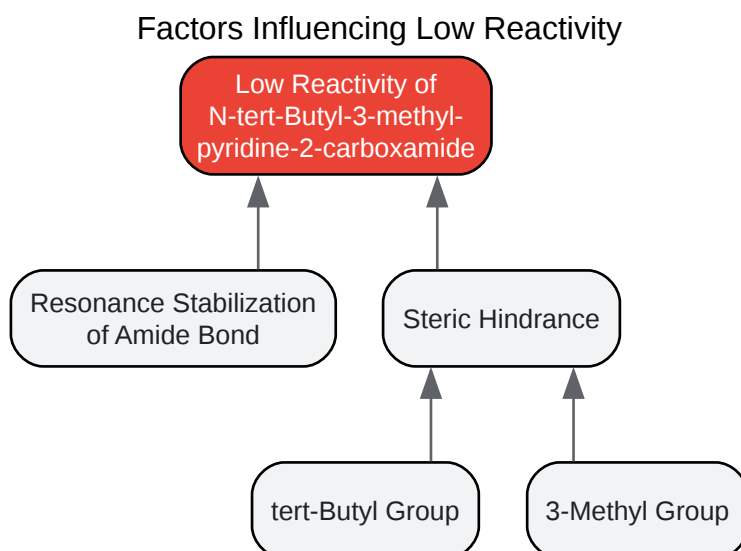 Factors Influencing Low Reactivity
Low Reactivity of
N-tert-Butyl-3-methyl-
pyridine-2-carboxamide
Resonance Stabilization
of Amide Bond
Steric Hindrance
tert-Butyl Group
3-Methyl Group